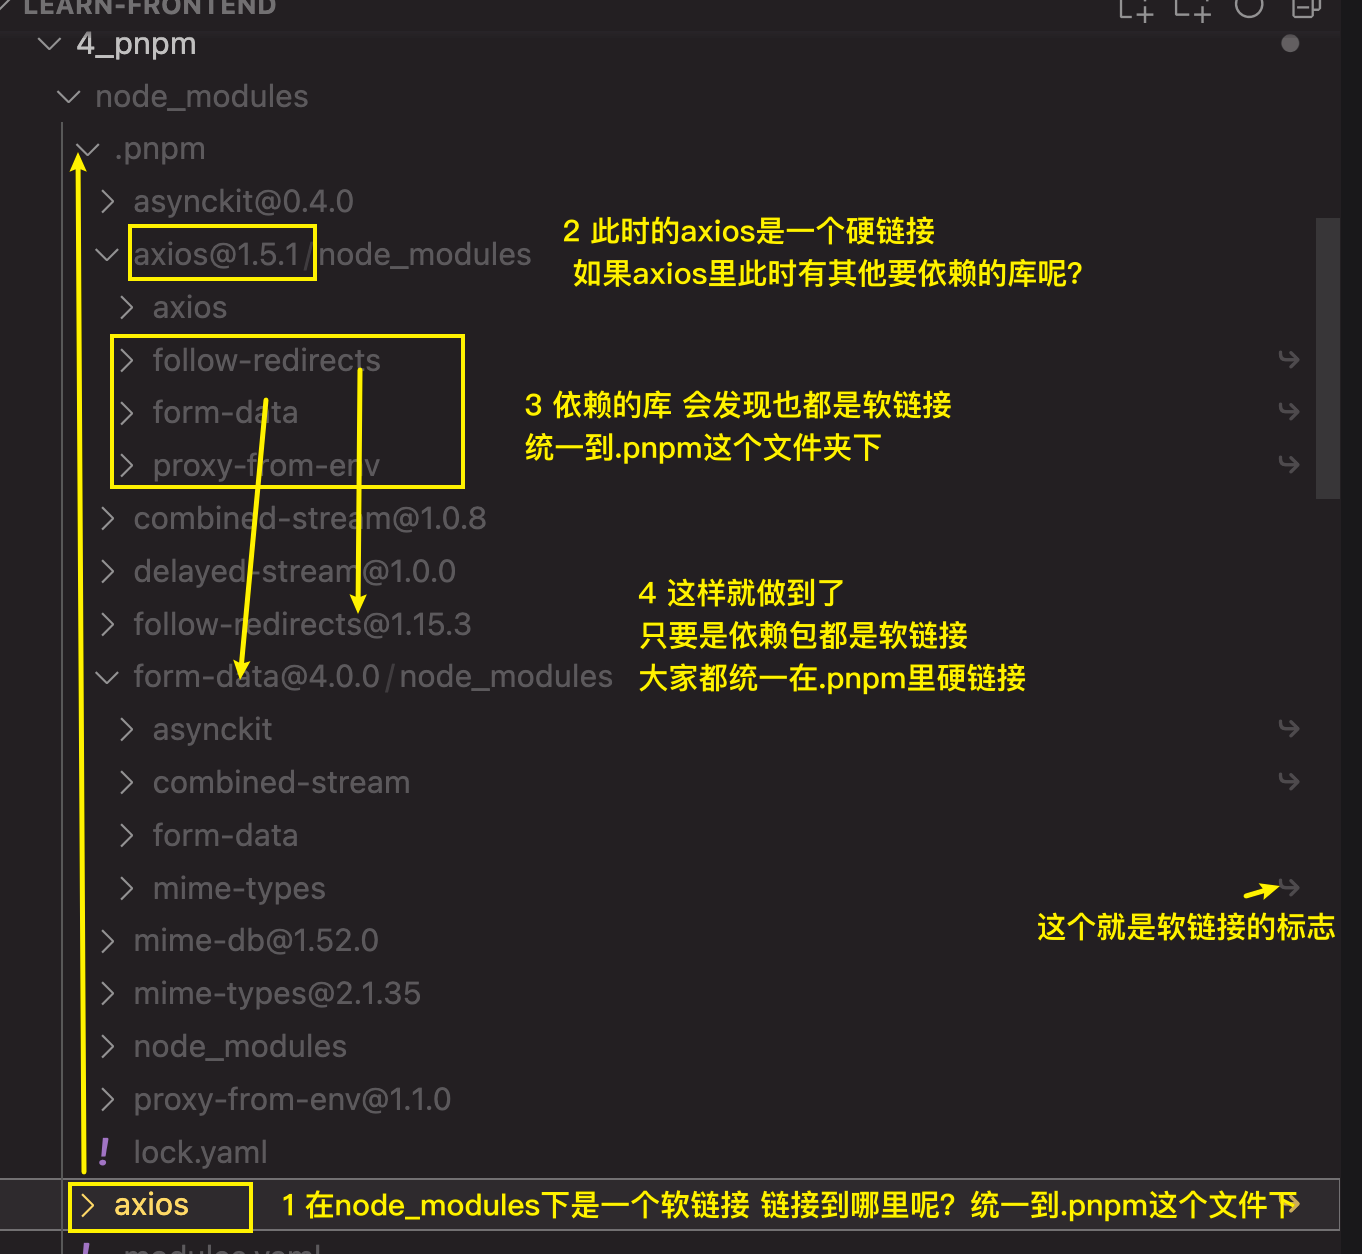 LEARN-FRONTEND
4_pnpm
node_modules
.pnpm
asynckit@0.4.0
axios@1.5.1/node_modules
2 此时的axios是一个硬链接
如果axios里此时有其他要依赖的库呢?
axios
follow-redirects
form-data
proxy-from-env
3 依赖的库 会发现也都是软链接
统一到.pnpm这个文件夹下
combined-stream@1.0.8
delayed-stream@1.0.0
follow-redirects@1.15.3
form-data@4.0.0/node_modules
4 这样就做到了
只要是依赖包都是软链接
大家都统一在.pnpm里硬链接
asynckit
combined-stream
form-data
mime-types
这个就是软链接的标志
mime-db@1.52.0
mime-types@2.1.35
node_modules
proxy-from-env@1.1.0
! lock.yaml
axios
1 在node_modules下是一个软链接 链接到哪里呢? 统一到.pnpm这个文件下
! .modules.yaml